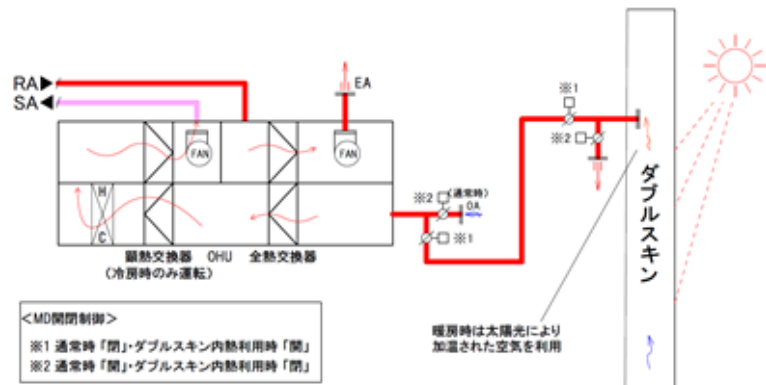 RA▶
SA◀
EA
FAN
FAN
H
C
顕熱交換器 OHU 全熱交換器
(冷房時のみ運転)
※2
(通常時)
OA
※1
※1
※2
ダブルスキン
暖房時は太陽光により
加温された空気を利用
<MD開閉制御>
※1 通常時「閉」・ダブルスキン内熱利用時「開」
※2 通常時「開」・ダブルスキン内熱利用時「閉」